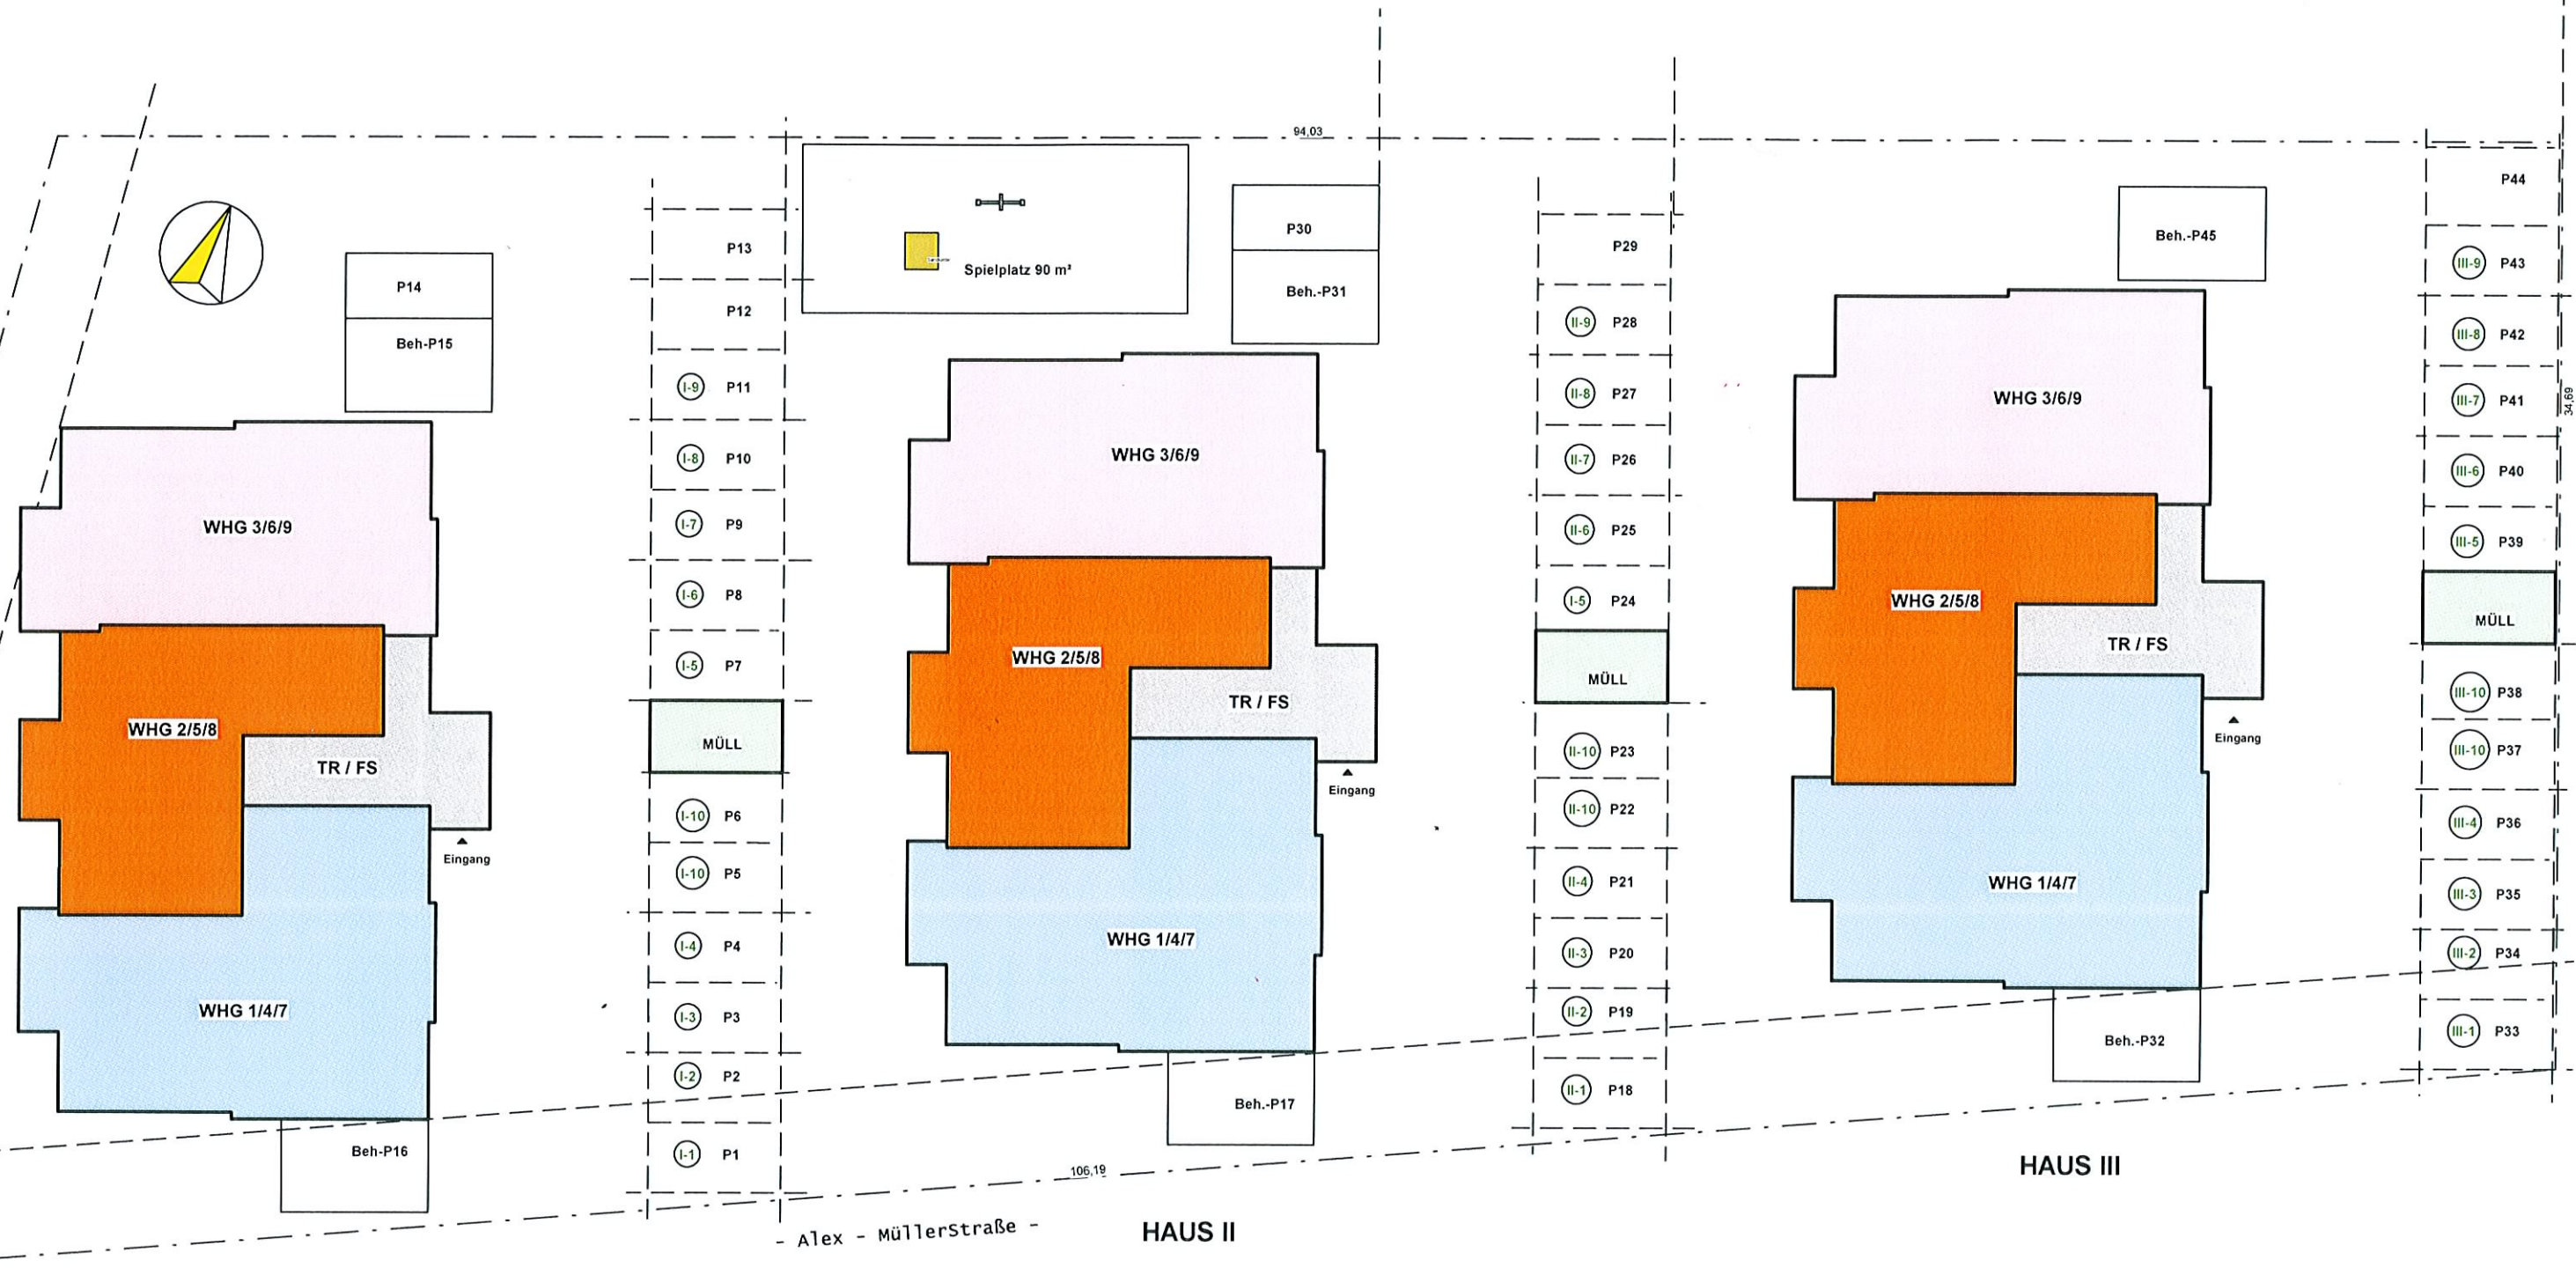 94,03
P14
Beh-P15
WHG 3/6/9
WHG 2/5/8
TR / FS
Eingang
WHG 1/4/7
Beh-P16
P13
P12
I-9 P11
I-8 P10
I-7 P9
I-6 P8
I-5 P7
MÜLL
I-10 P6
I-10 P5
I-4 P4
I-3 P3
I-2 P2
I-1 P1
Spielplatz 90 m²
P30
Beh.-P31
WHG 3/6/9
WHG 2/5/8
TR / FS
Eingang
WHG 1/4/7
Beh.-P17
P29
II-9 P28
II-8 P27
II-7 P26
II-6 P25
I-5 P24
MÜLL
II-10 P23
II-10 P22
II-4 P21
II-3 P20
II-2 P19
II-1 P18
Beh.-P45
WHG 3/6/9
WHG 2/5/8
TR / FS
Eingang
WHG 1/4/7
Beh.-P32
P44
III-9 P43
III-8 P42
III-7 P41
III-6 P40
III-5 P39
MÜLL
III-10 P38
III-10 P37
III-4 P36
III-3 P35
III-2 P34
III-1 P33
34,69
106,19
- Alex - MüllerStraße -
HAUS II
HAUS III